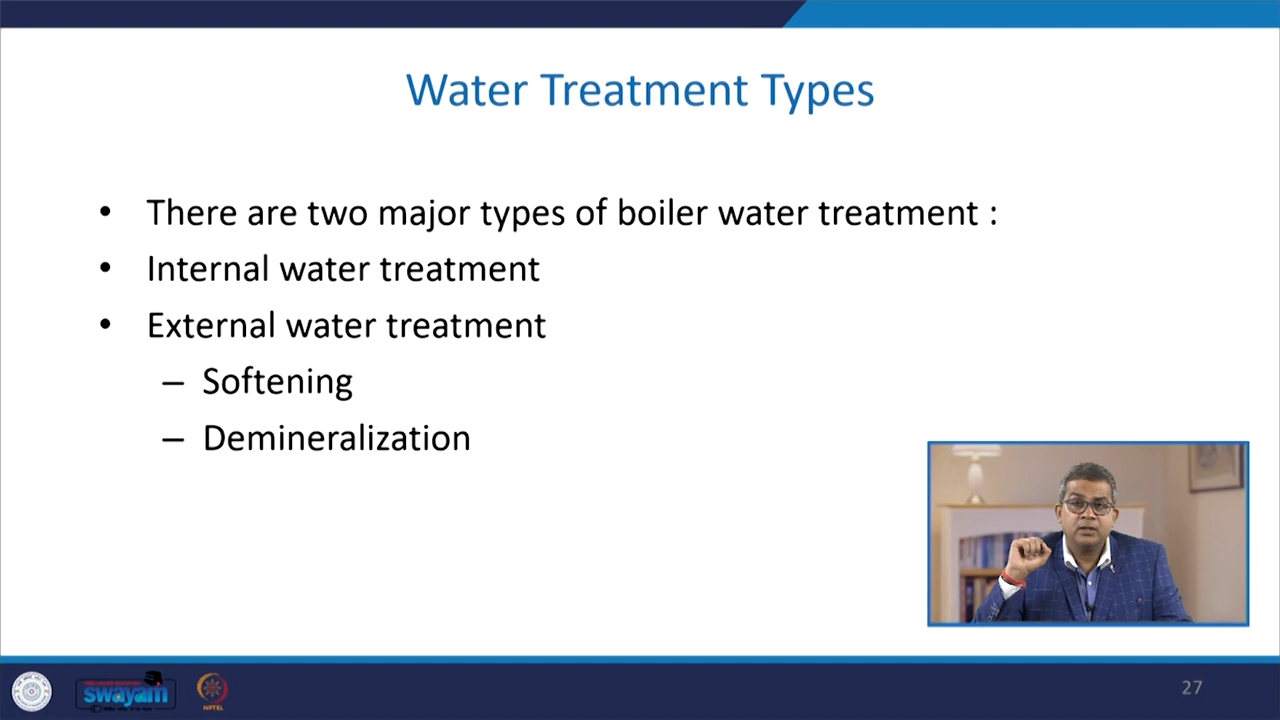 Water Treatment Types
• There are two major types of boiler water treatment :
• Internal water treatment
• External water treatment
– Softening
– Demineralization
swayam
NPTEL
27